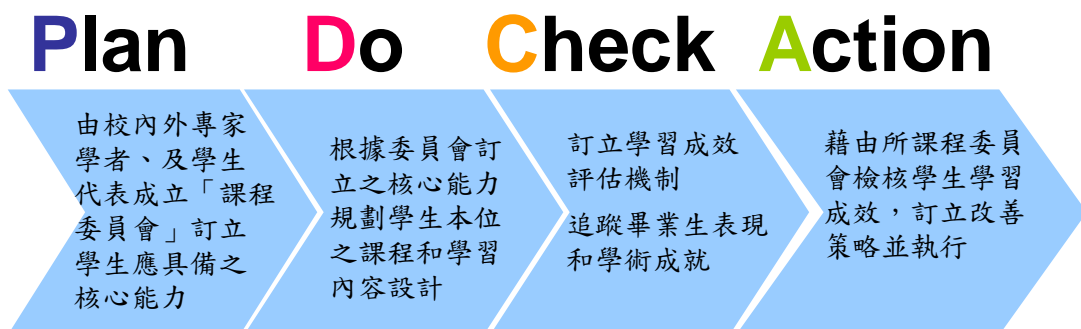 Plan Do Check Action
由校內外專家
學者、及學生
代表成立「課程
委員會」訂立
學生應具備之
核心能力
根據委員會訂
立之核心能力
規劃學生本位
之課程和學習
內容設計
訂立學習成效
評估機制
追蹤畢業生表現
和學術成就
藉由所課程委員
會檢核學生學習
成效，訂立改善
策略並執行